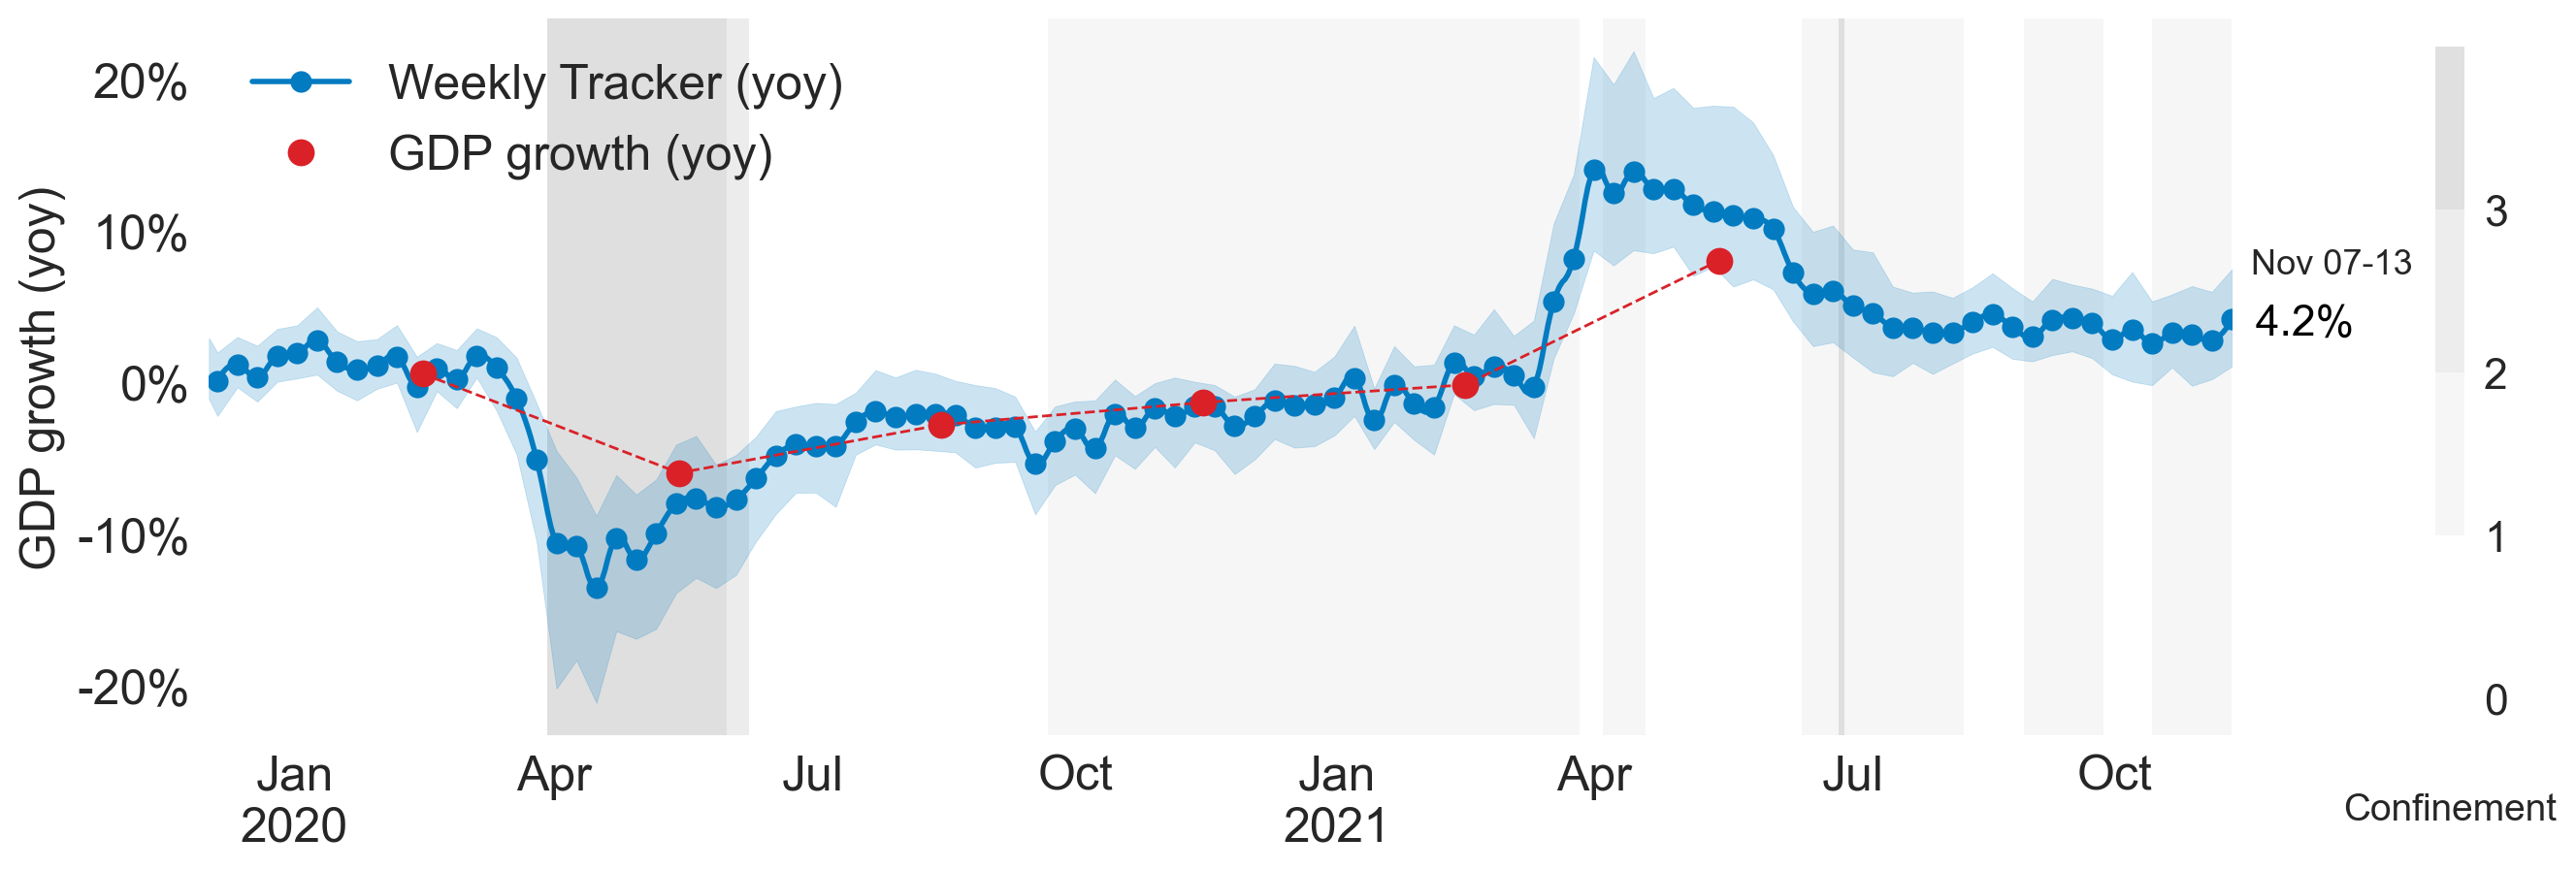 20%
10%
0%
-10%
-20%
GDP growth (yoy)
Weekly Tracker (yoy)
GDP growth (yoy)
Nov 07-13
4.2%
3
2
1
0
Confinement
Jan Apr Jul Oct Jan Apr Jul Oct
2020 2021